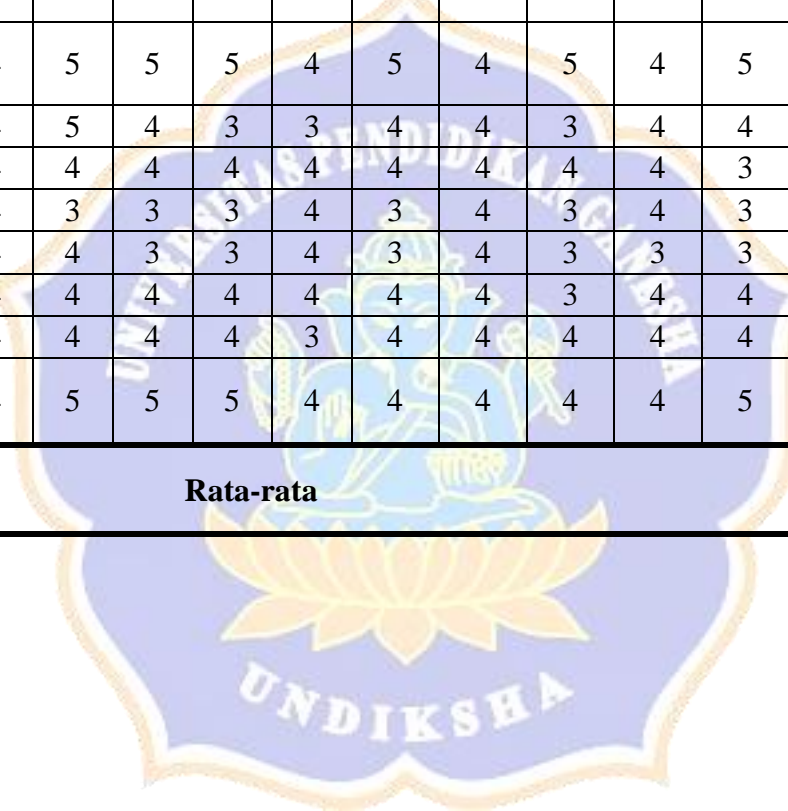 5 5 5 4 5 4 5 4 5
5 4 3 3 4 4 3 4 4
4 4 4 4 4 4 4 4 3
3 3 3 4 3 4 3 4 3
4 3 3 4 3 4 3 3 3
4 4 4 4 4 4 3 4 4
4 4 4 3 4 4 4 4 4
5 5 5 4 4 4 4 4 5
Rata-rata
UNIVERSITAS PENDIDIKAN GANESHA
UNDIKSHA